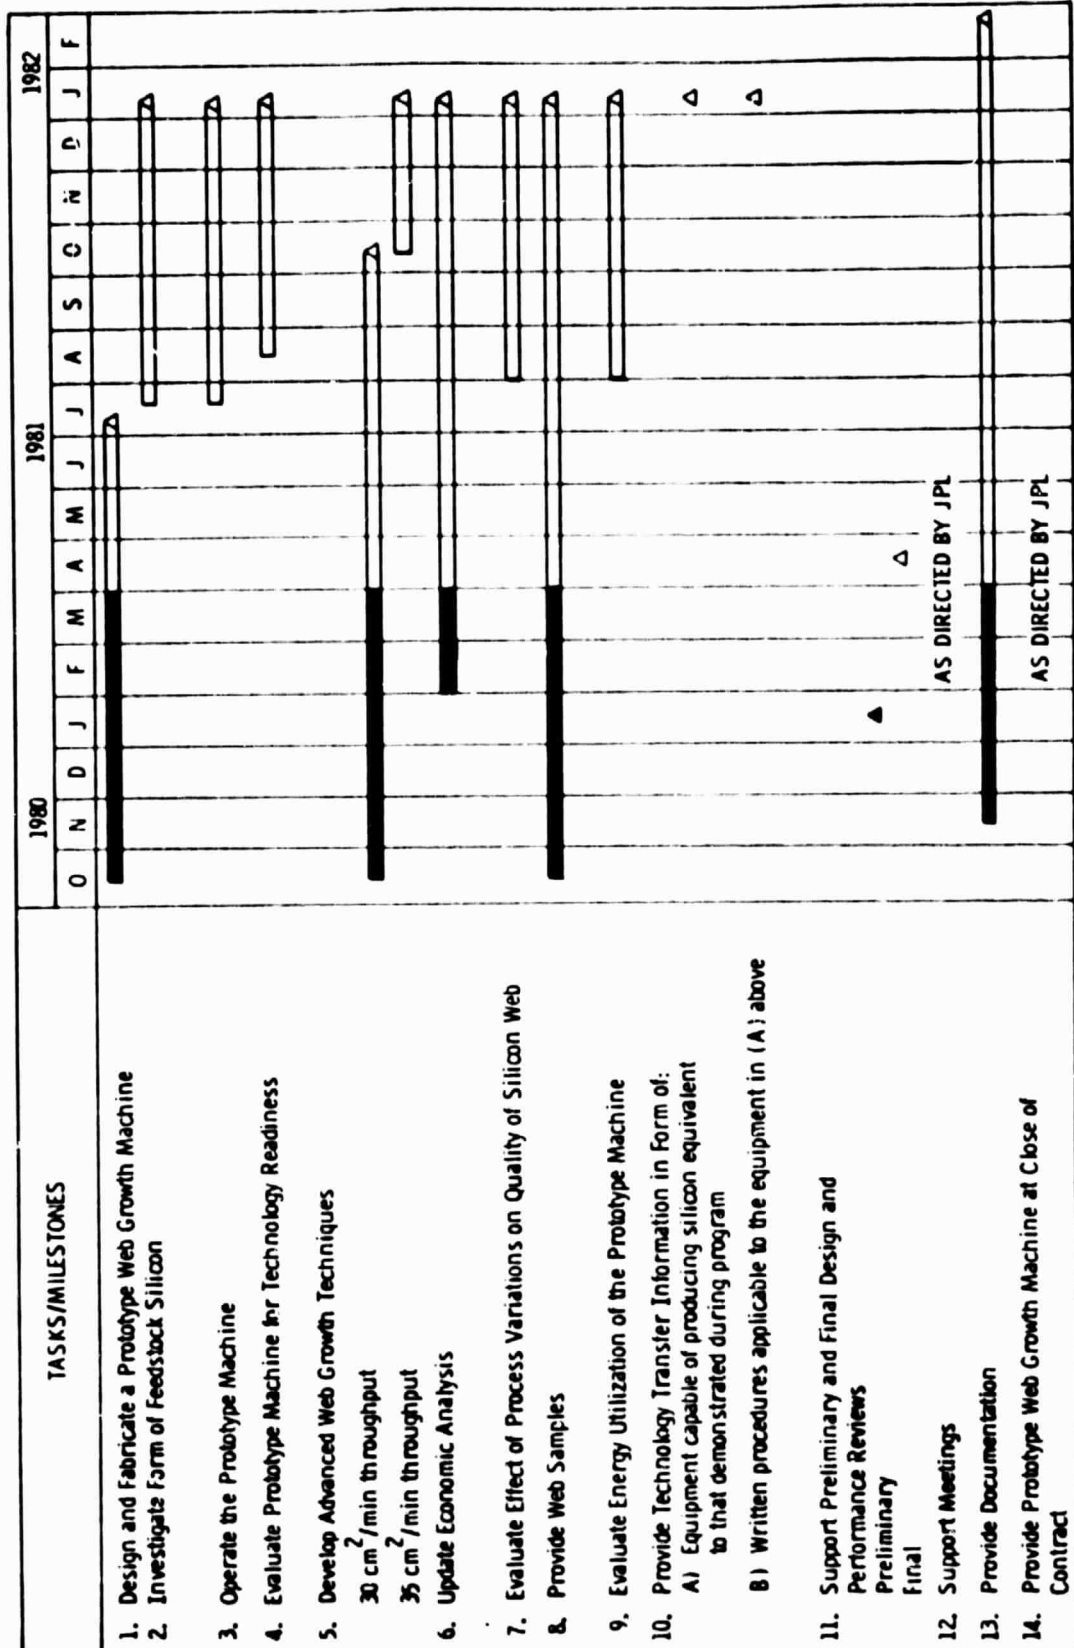 TASKS/MILESTONES
1980
1981
1982
O N D J F M A M J J A S O N D J F
1. Design and Fabricate a Prototype Web Growth Machine
2. Investigate Form of Feedstock Silicon
3. Operate the Prototype Machine
4. Evaluate Prototype Machine for Technology Readiness
5. Develop Advanced Web Growth Techniques
30 cm²/min throughput
35 cm²/min throughput
6. Update Economic Analysis
7. Evaluate Effect of Process Variations on Quality of Silicon Web
8. Provide Web Samples
9. Evaluate Energy Utilization of the Prototype Machine
10. Provide Technology Transfer Information in Form of:
A) Equipment capable of producing silicon equivalent
to that demonstrated during program
B) Written procedures applicable to the equipment in (A) above
11. Support Preliminary and Final Design and
Performance Reviews
Preliminary
Final
12. Support Meetings
AS DIRECTED BY JPL
13. Provide Documentation
14. Provide Prototype Web Growth Machine at Close of
Contract
AS DIRECTED BY JPL